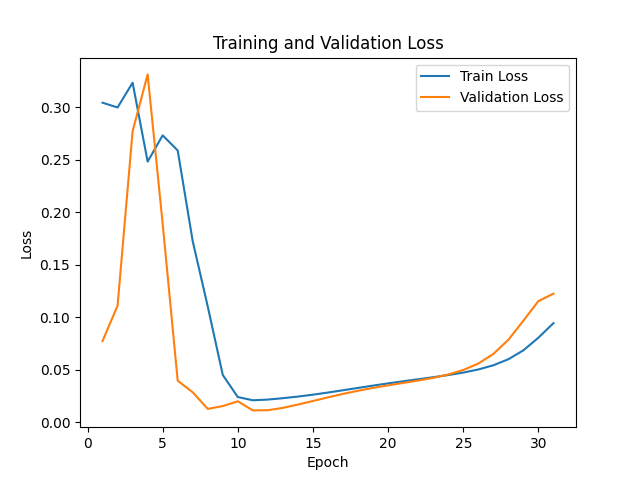 Training and Validation Loss
Train Loss
Validation Loss
Loss
0.30
0.25
0.20
0.15
0.10
0.05
0.00
0 5 10 15 20 25 30
Epoch